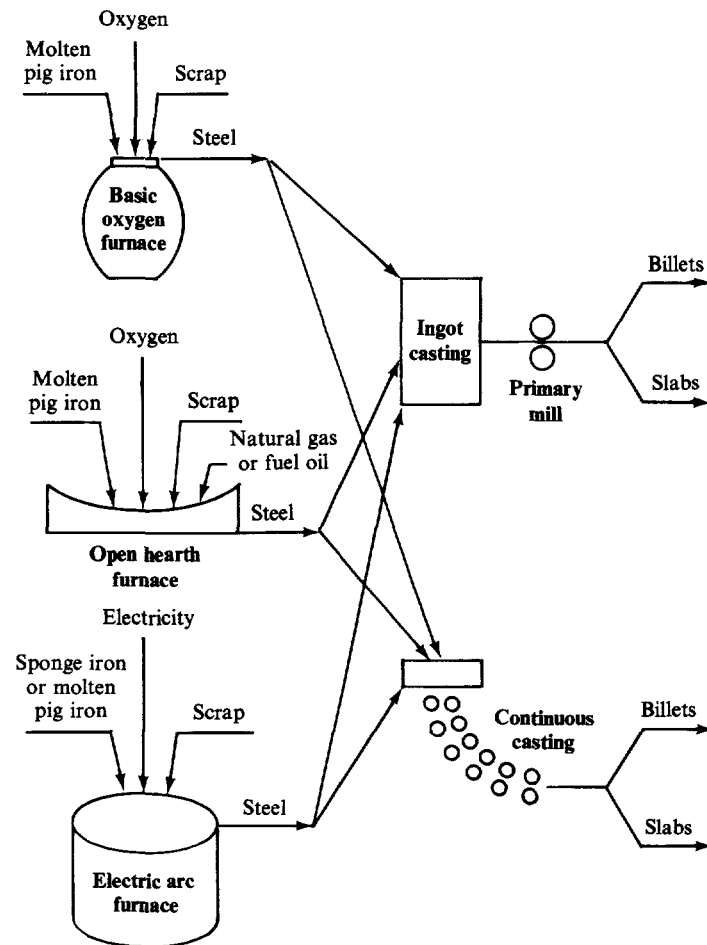 Oxygen
Molten
pig iron
Scrap
Steel
Basic
oxygen
furnace
Billets
Ingot
casting
Primary
mill
Slabs
Oxygen
Molten
pig iron
Scrap
Natural gas
or fuel oil
Steel
Open hearth
furnace
Electricity
Sponge iron
or molten
pig iron
Scrap
Steel
Electric arc
furnace
Continuous
casting
Billets
Slabs